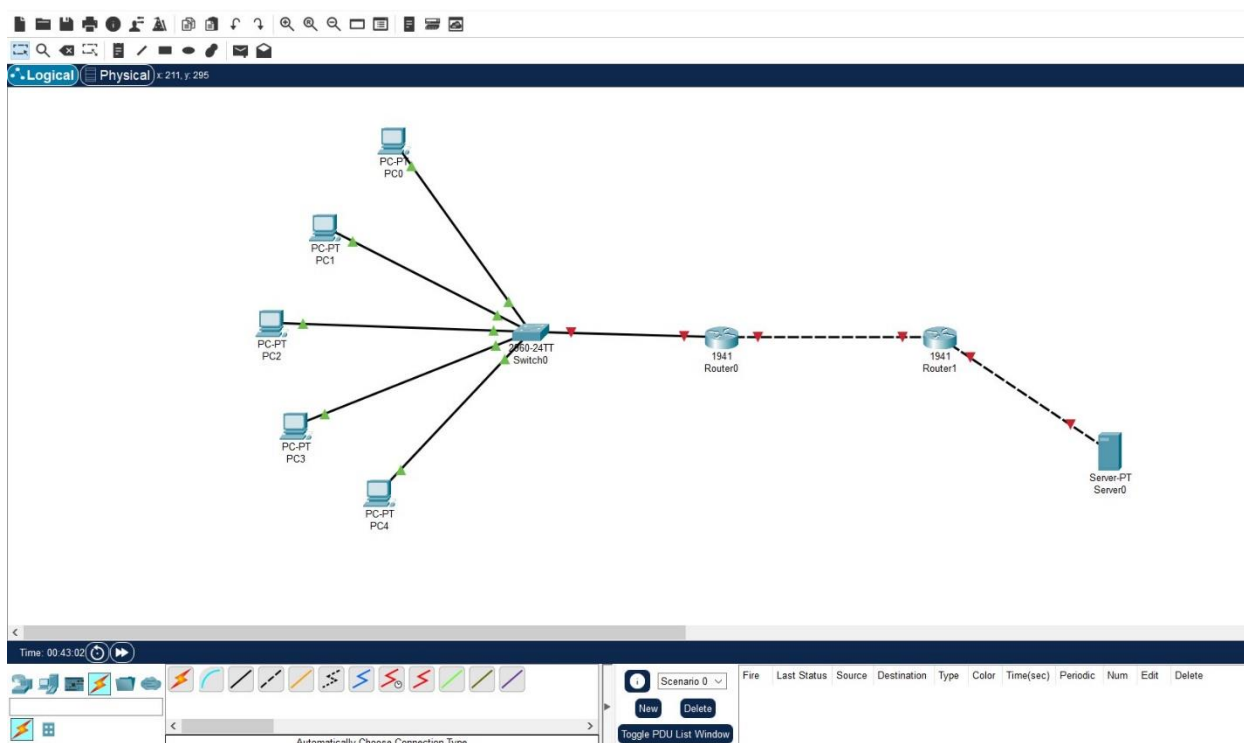 Logical Physical x: 211, y: 295
PC-PT
PC0
PC-PT
PC1
PC-PT
PC2
2960-24TT
Switch0
1941
Router0
1941
Router1
PC-PT
PC3
Server-PT
Server0
PC-PT
PC4
Time: 00:43:02
Scenario 0
Fire Last Status Source Destination Type Color Time(sec) Periodic Num Edit Delete
New Delete
Toggle PDU List Window
Automatically Choose Connection Type